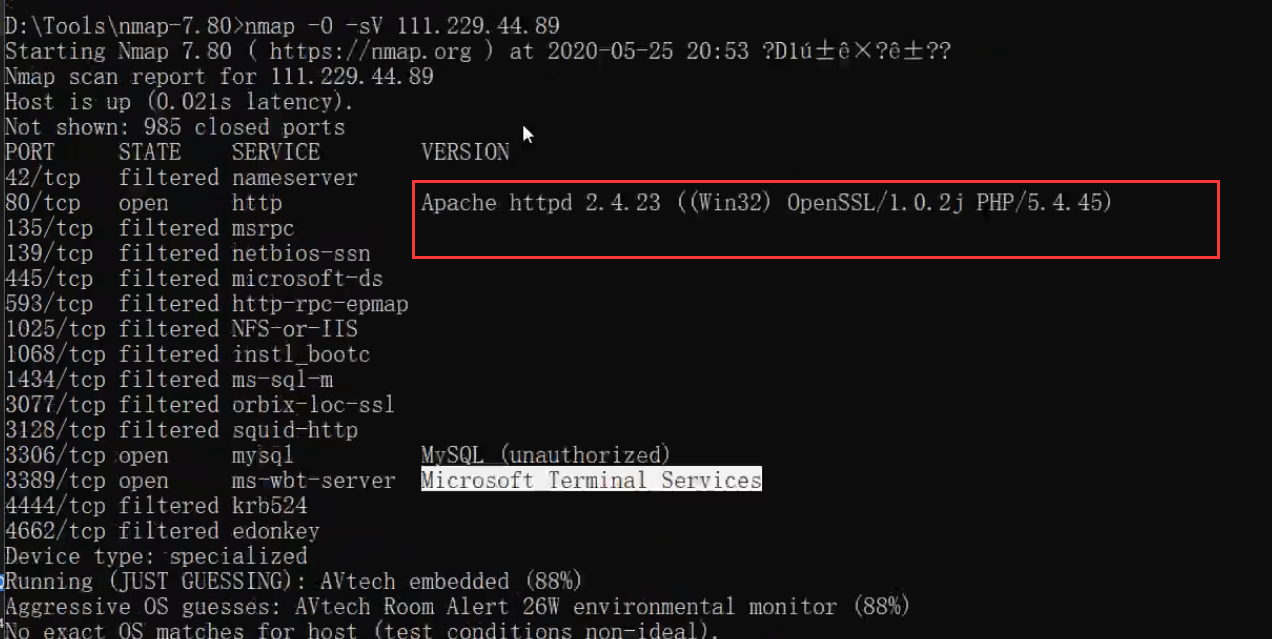 D:\Tools\nmap-7.80>nmap -O -sV 111.229.44.89
Starting Nmap 7.80 ( https://nmap.org ) at 2020-05-25 20:53 ?D1ú±ê×?ê±??
Nmap scan report for 111.229.44.89
Host is up (0.021s latency).
Not shown: 985 closed ports
PORT STATE SERVICE VERSION
42/tcp filtered nameserver
80/tcp open http Apache httpd 2.4.23 ((Win32) OpenSSL/1.0.2j PHP/5.4.45)
135/tcp filtered msrpc
139/tcp filtered netbios-ssn
445/tcp filtered microsoft-ds
593/tcp filtered http-rpc-epmap
1025/tcp filtered NFS-or-IIS
1068/tcp filtered instl_bootc
1434/tcp filtered ms-sql-m
3077/tcp filtered orbix-loc-ssl
3128/tcp filtered squid-http
3306/tcp open mysql MySQL (unauthorized)
3389/tcp open ms-wbt-server Microsoft Terminal Services
4444/tcp filtered krb524
4662/tcp filtered edonkey
Device type: specialized
Running (JUST GUESSING): AVtech embedded (88%)
Aggressive OS guesses: AVtech Room Alert 26W environmental monitor (88%)
No exact OS matches for host (test conditions non-ideal).